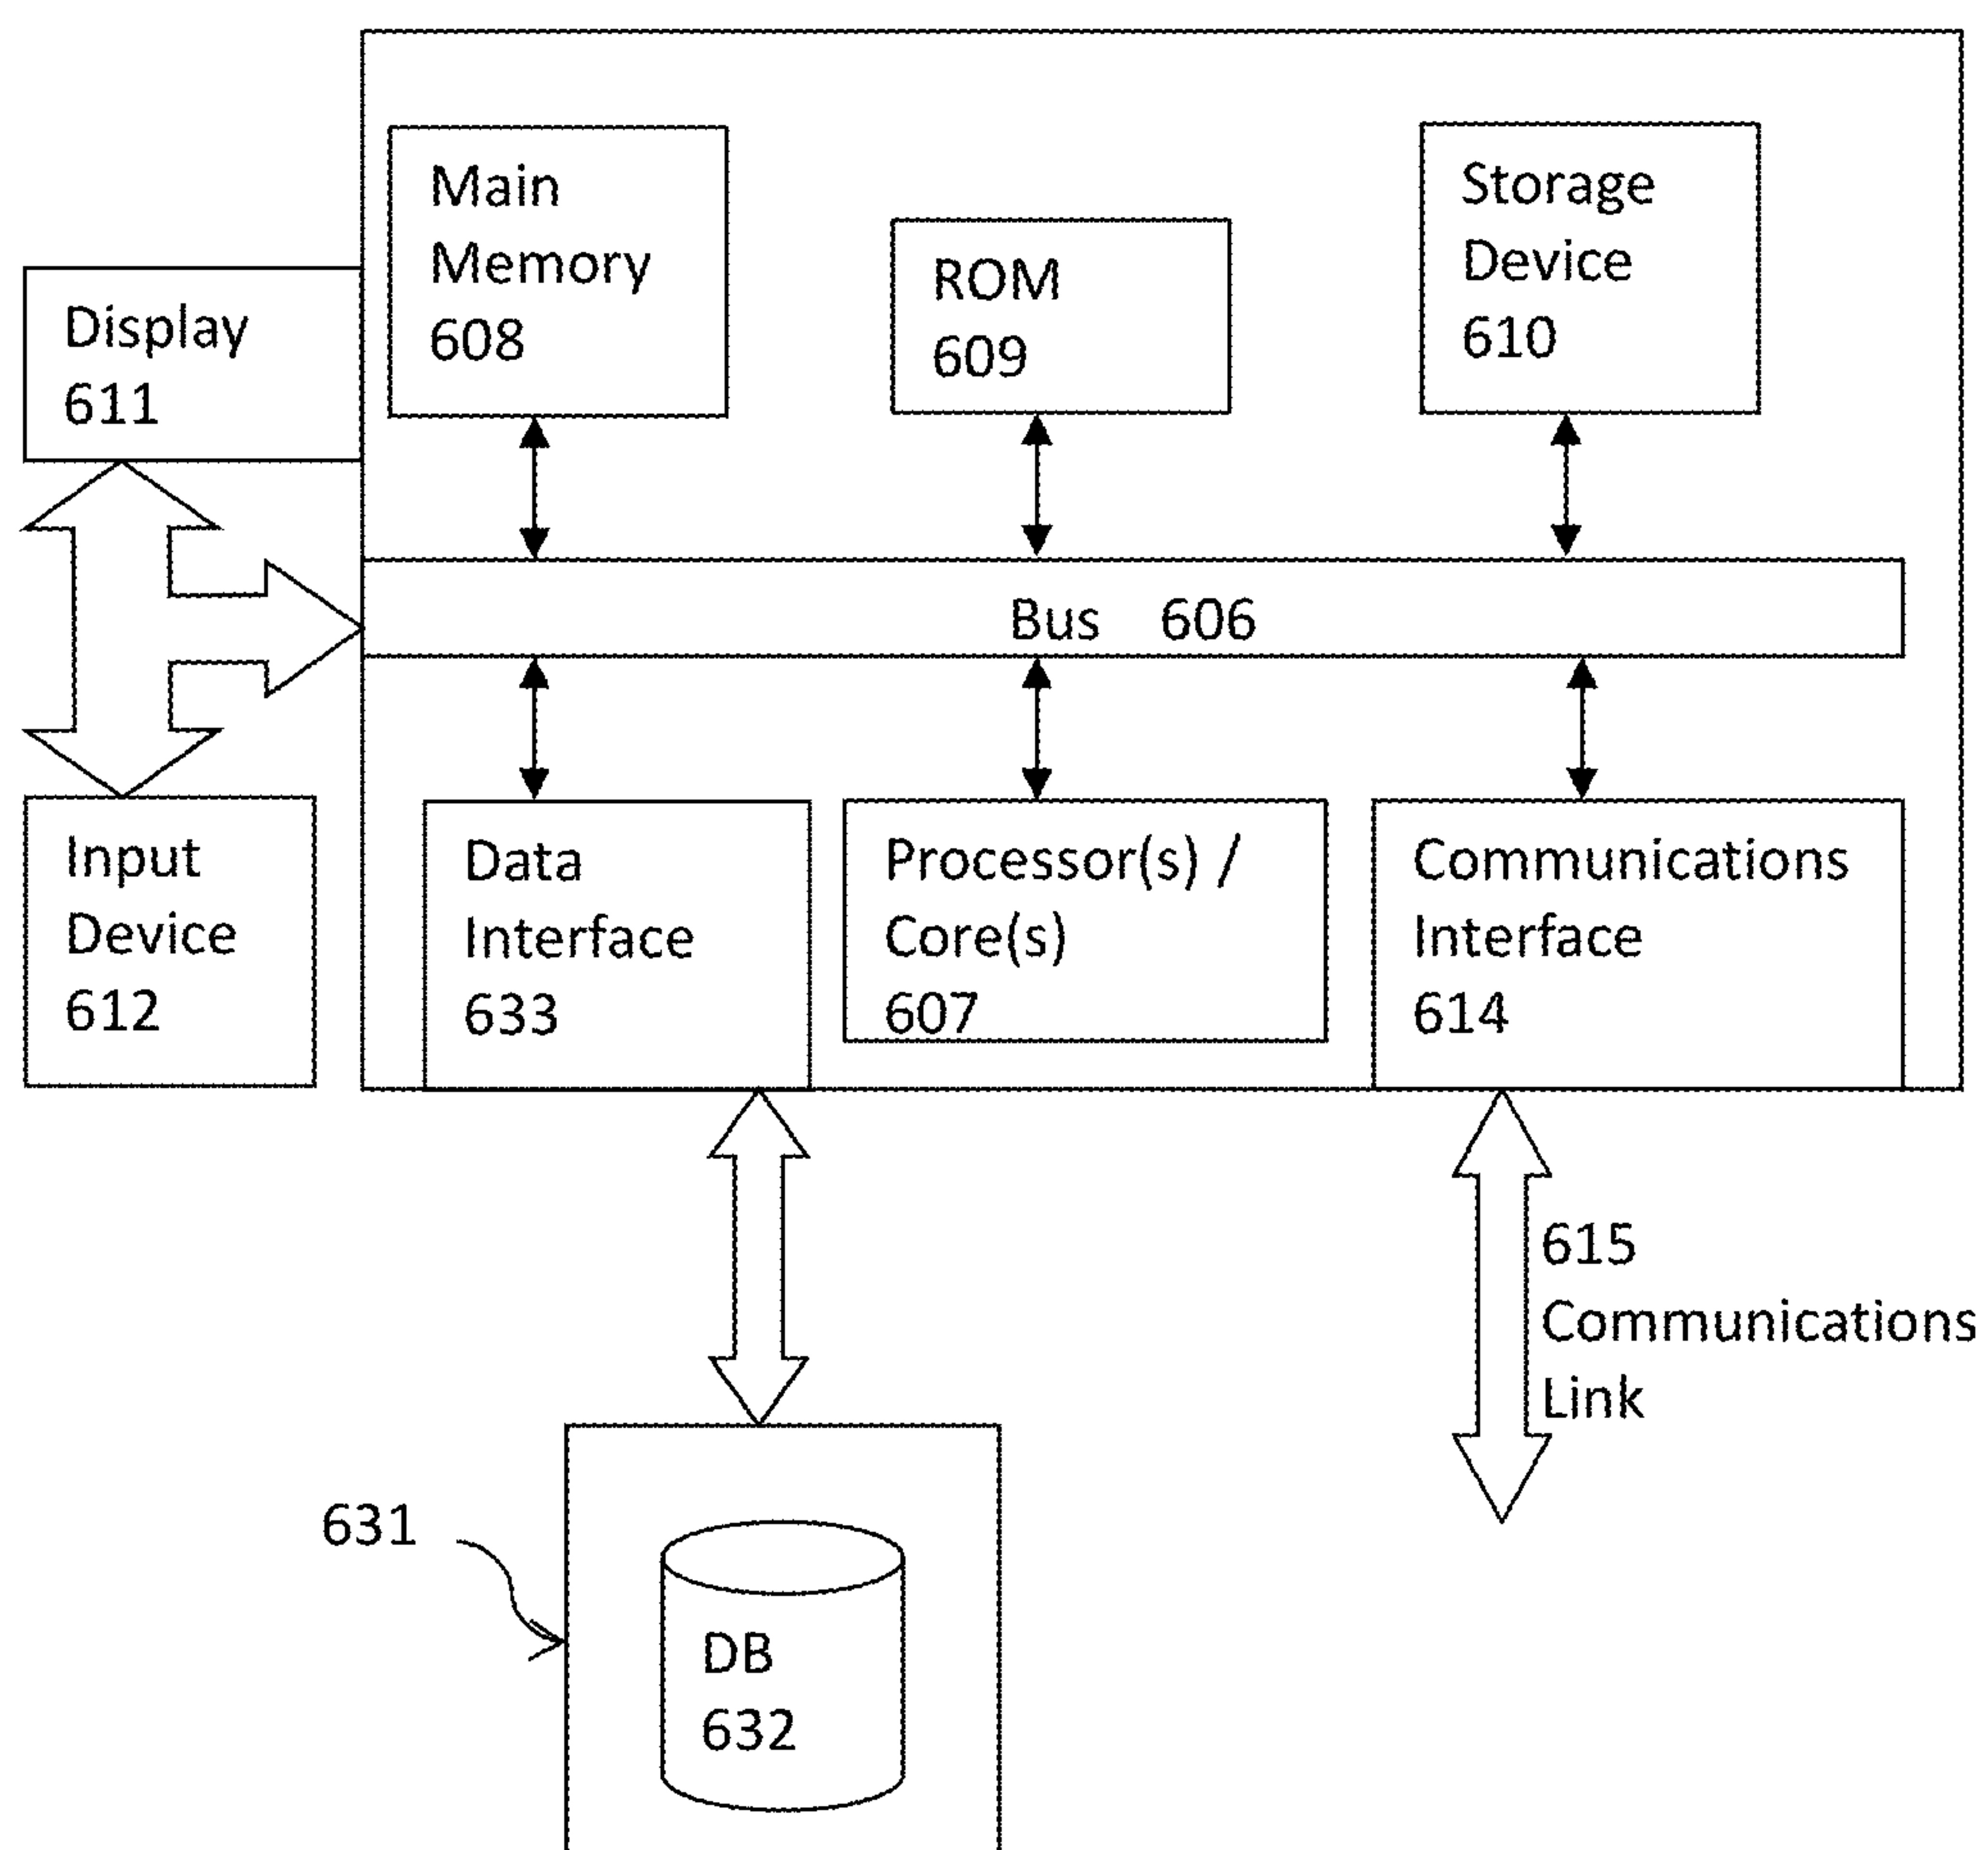 Main
Memory
608
ROM
609
Storage
Device
610
Display
611
Bus 606
Input
Device
612
Data
Interface
633
Processor(s) /
Core(s)
607
Communications
Interface
614
615
Communications
Link
631
DB
632